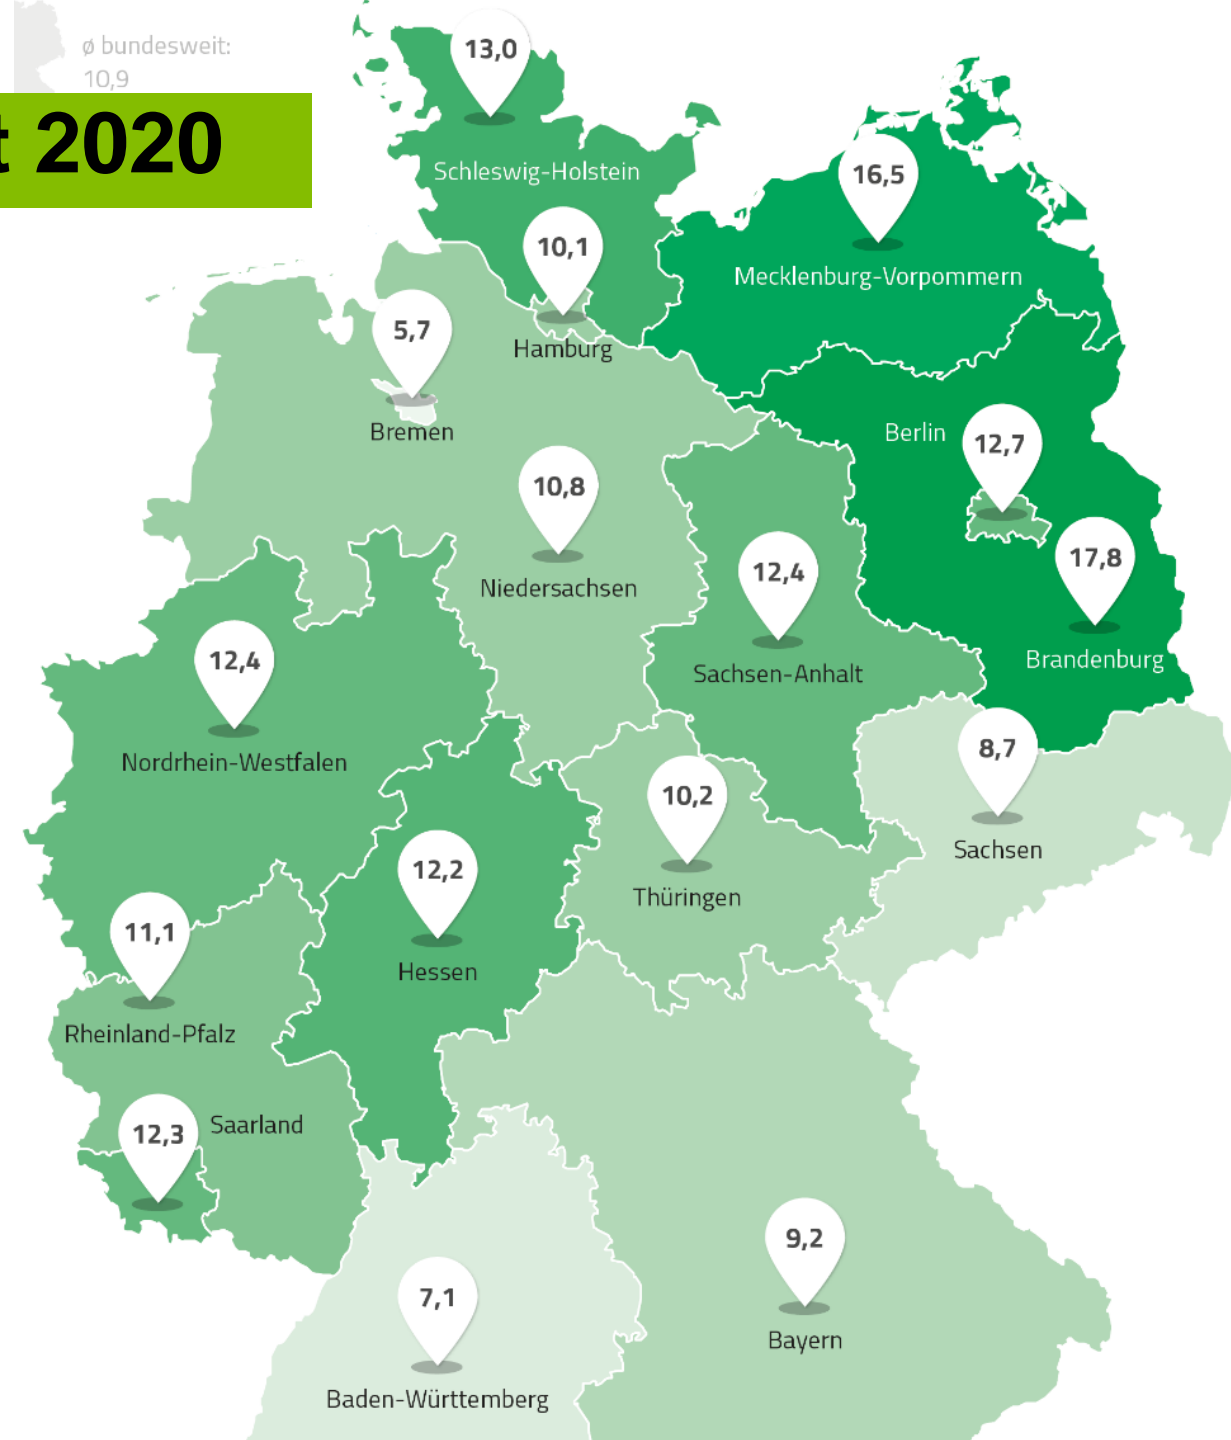 ø bundesweit:
10,9
t 2020
13,0
Schleswig-Holstein
16,5
Mecklenburg-Vorpommern
10,1
Hamburg
5,7
Bremen
Berlin
12,7
10,8
Niedersachsen
12,4
Sachsen-Anhalt
17,8
Brandenburg
12,4
Nordrhein-Westfalen
8,7
Sachsen
10,2
Thüringen
12,2
Hessen
11,1
Rheinland-Pfalz
12,3
Saarland
9,2
Bayern
7,1
Baden-Württemberg